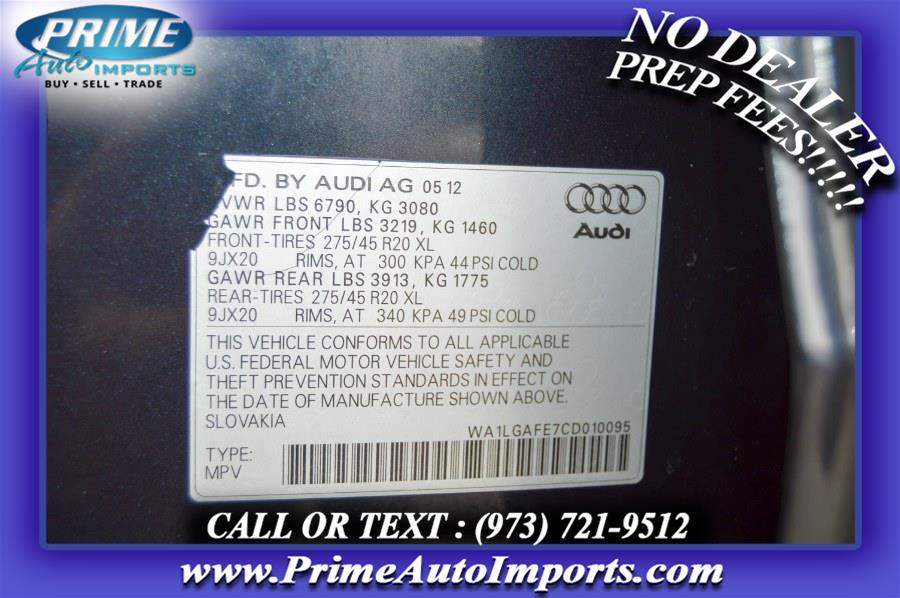 PRIME
Auto IMPORTS
BUY • SELL • TRADE
NO DEALER
PREP FEES!!!!!
FD. BY AUDI AG 05 12
VWR LBS 6790, KG 3080
GAWR FRONT LBS 3219, KG 1460
FRONT-TIRES 275/45 R20 XL
9JX20 RIMS, AT 300 KPA 44 PSI COLD
GAWR REAR LBS 3913, KG 1775
REAR-TIRES 275/45 R20 XL
9JX20 RIMS, AT 340 KPA 49 PSI COLD
Audi
THIS VEHICLE CONFORMS TO ALL APPLICABLE
U.S. FEDERAL MOTOR VEHICLE SAFETY AND
THEFT PREVENTION STANDARDS IN EFFECT ON
THE DATE OF MANUFACTURE SHOWN ABOVE.
SLOVAKIA
WA1LGAFE7CD010095
TYPE:
MPV
CALL OR TEXT : (973) 721-9512
www.PrimeAutoImports.com